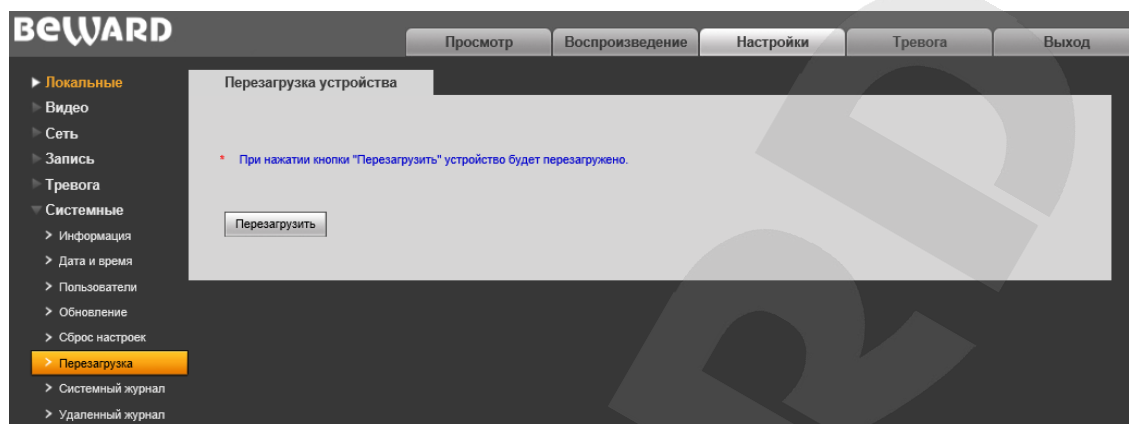 BEWARD
Просмотр Воспроизведение Настройки Тревога Выход
Локальные
Видео
Сеть
Запись
Тревога
Системные
Информация
Дата и время
Пользователи
Обновление
Сброс настроек
Перезагрузка
Системный журнал
Удаленный журнал
Перезагрузка устройства
* При нажатии кнопки "Перезагрузить" устройство будет перезагружено.
Перезагрузить